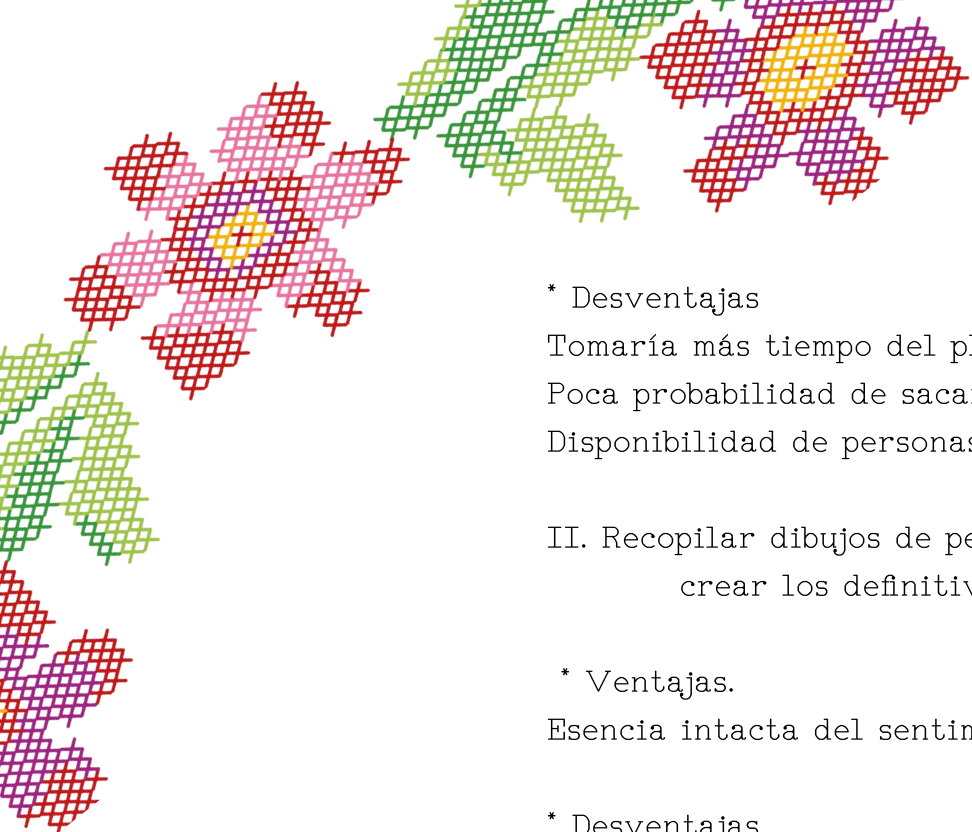 * Desventajas
Tomaría más tiempo del
Poca probabilidad de
Disponibilidad de
II. Recopilar dibujos de
crear los
* Ventajas.
Esencia intacta del
* Desventajas